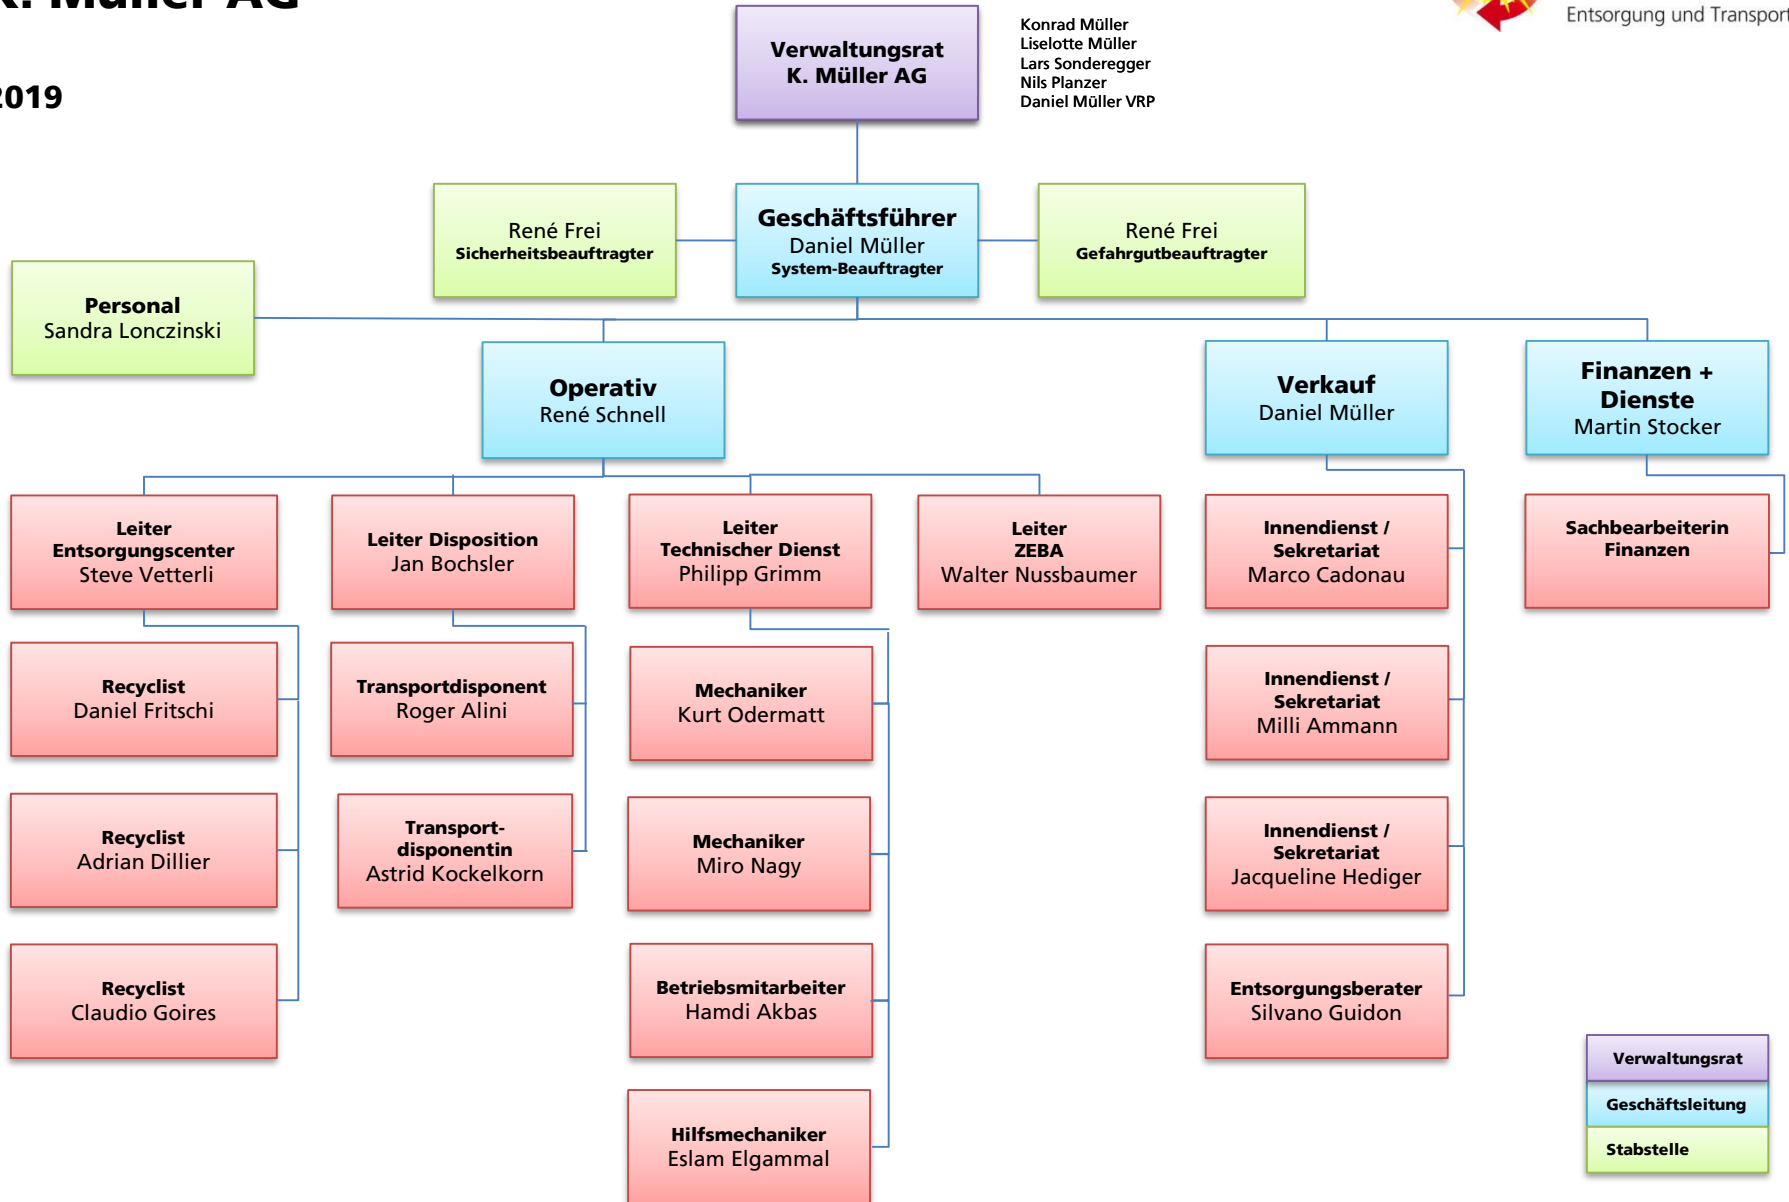 K. Müller AG
2019
Entsorgung und Transport
Verwaltungsrat
K. Müller AG
Konrad Müller
Liselotte Müller
Lars Sonderegger
Nils Planzer
Daniel Müller VRP
René Frei
Sicherheitsbeauftragter
Geschäftsführer
Daniel Müller
System-Beauftragter
René Frei
Gefahrgutbeauftragter
Personal
Sandra Lonczinski
Operativ
René Schnell
Verkauf
Daniel Müller
Finanzen +
Dienste
Martin Stocker
Leiter
Entsorgungscenter
Steve Vetterli
Leiter Disposition
Jan Bochsler
Leiter
Technischer Dienst
Philipp Grimm
Leiter
ZEBA
Walter Nussbaumer
Innendienst /
Sekretariat
Marco Cadonau
Sachbearbeiterin
Finanzen
Recyclist
Daniel Fritschi
Transportdisponent
Roger Alini
Mechaniker
Kurt Odermatt
Innendienst /
Sekretariat
Milli Ammann
Recyclist
Adrian Dillier
Transport-
disponentin
Astrid Kockelkorn
Mechaniker
Miro Nagy
Innendienst /
Sekretariat
Jacqueline Hediger
Recyclist
Claudio Goires
Betriebsmitarbeiter
Hamdi Akbas
Entsorgungsberater
Silvano Guidon
Hilfsmechaniker
Eslam Elgammal
Verwaltungsrat
Geschäftsleitung
Stabstelle